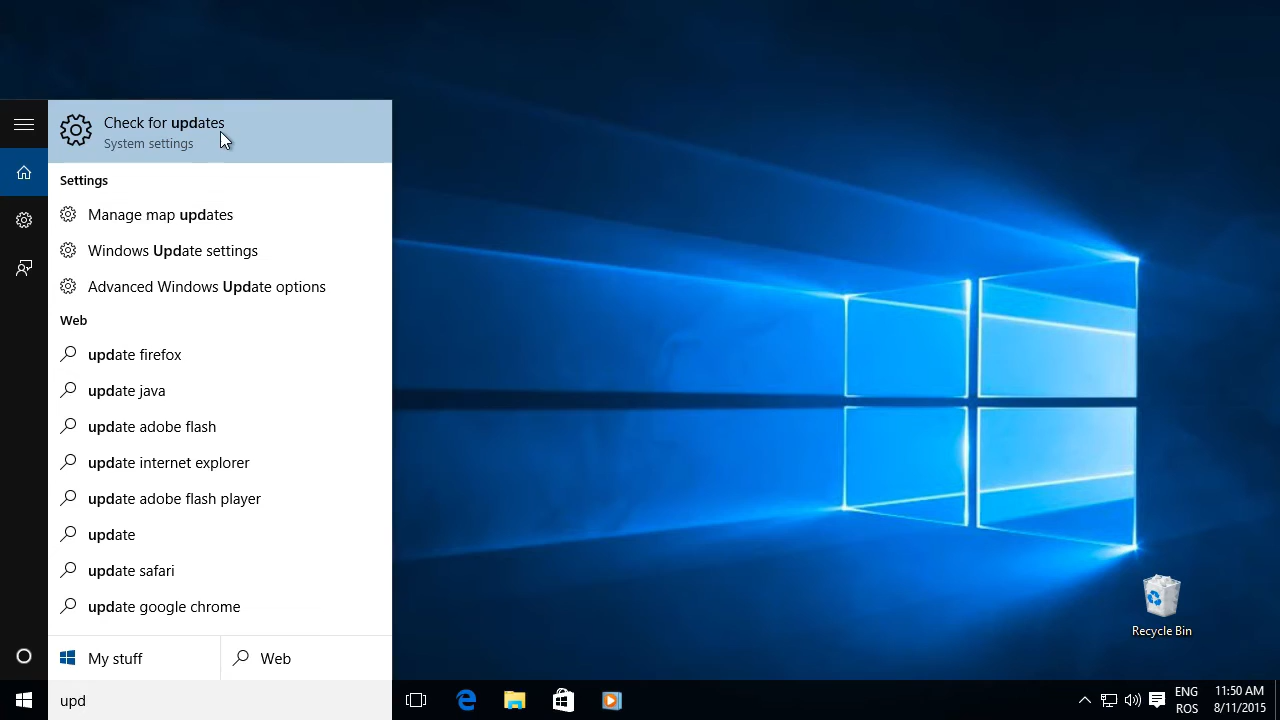 Check for updates
System settings
Settings
Manage map updates
Windows Update settings
Advanced Windows Update options
Web
update firefox
update java
update adobe flash
update internet explorer
update adobe flash player
update
update safari
update google chrome
My stuff
Web
upd
Recycle Bin
ENG
ROS
11:50 AM
8/11/2015